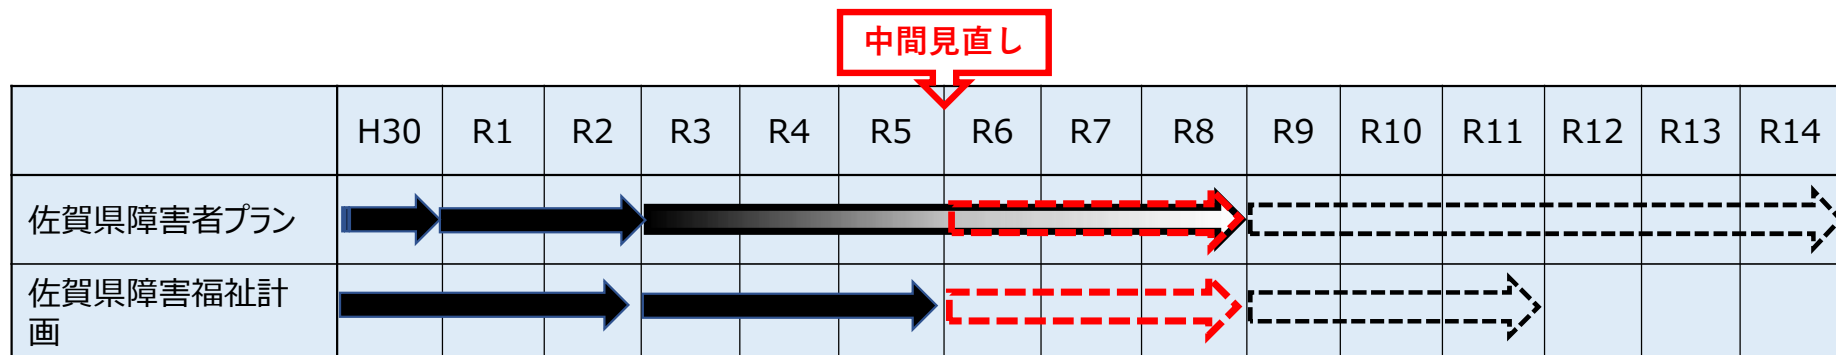 中間見直し
H30 R1 R2 R3 R4 R5 R6 R7 R8 R9 R10 R11 R12 R13 R14
佐賀県障害者プラン
佐賀県障害福祉計
画